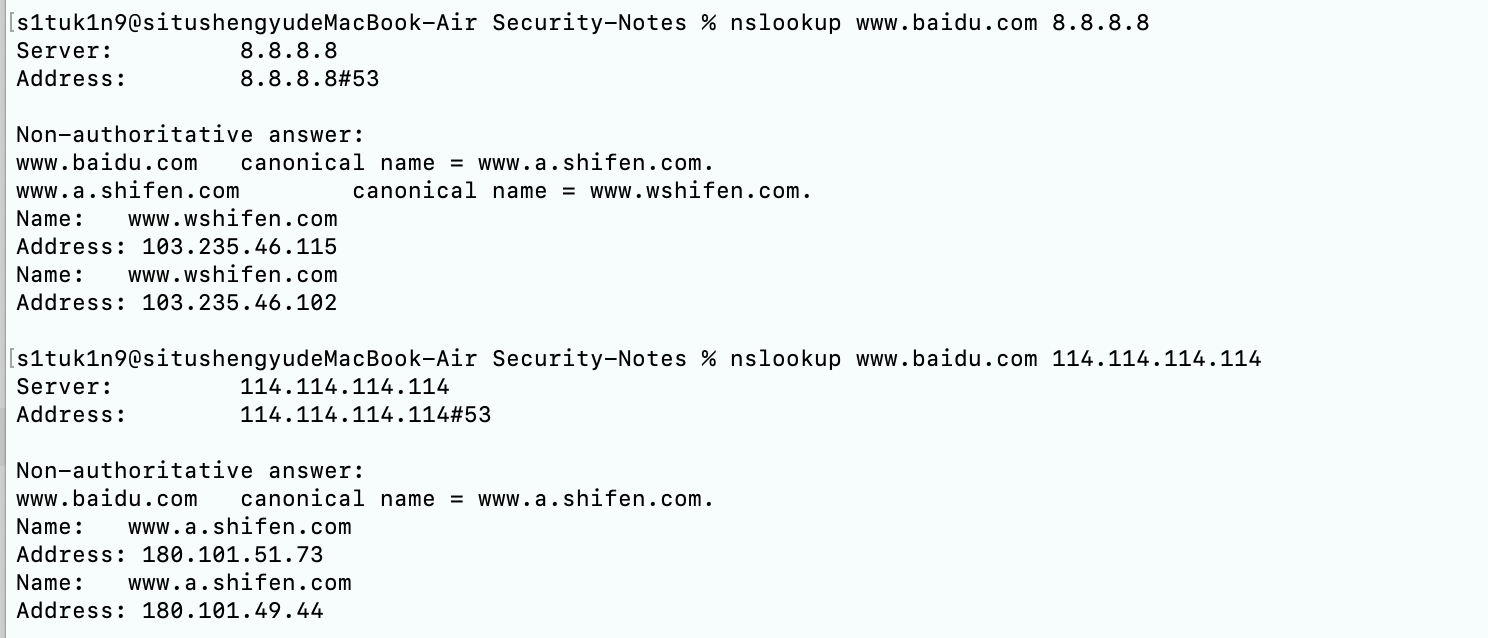 [s1tuk1n9@situshengyudeMacBook-Air Security-Notes % nslookup www.baidu.com 8.8.8.8
Server:		8.8.8.8
Address:	8.8.8.8#53

Non-authoritative answer:
www.baidu.com	canonical name = www.a.shifen.com.
www.a.shifen.com	canonical name = www.wshifen.com.
Name:	www.wshifen.com
Address: 103.235.46.115
Name:	www.wshifen.com
Address: 103.235.46.102

[s1tuk1n9@situshengyudeMacBook-Air Security-Notes % nslookup www.baidu.com 114.114.114.114
Server:		114.114.114.114
Address:	114.114.114.114#53

Non-authoritative answer:
www.baidu.com	canonical name = www.a.shifen.com.
Name:	www.a.shifen.com
Address: 180.101.51.73
Name:	www.a.shifen.com
Address: 180.101.49.44